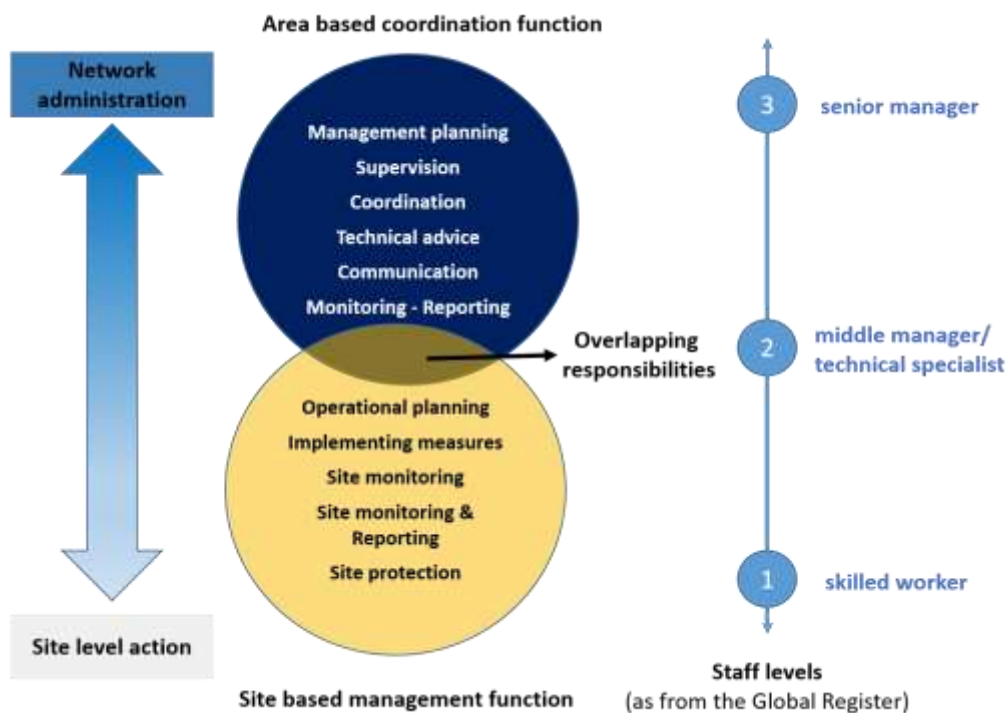 Area based coordination function
Network
administration
Management planning
Supervision
Coordination
Technical advice
Communication
Monitoring - Reporting
Overlapping
responsibilities
Operational planning
Implementing measures
Site monitoring
Site monitoring &
Reporting
Site protection
Site level action
Site based management function
3
senior manager
2
middle manager/
technical specialist
1
skilled worker
Staff levels
(as from the Global Register)